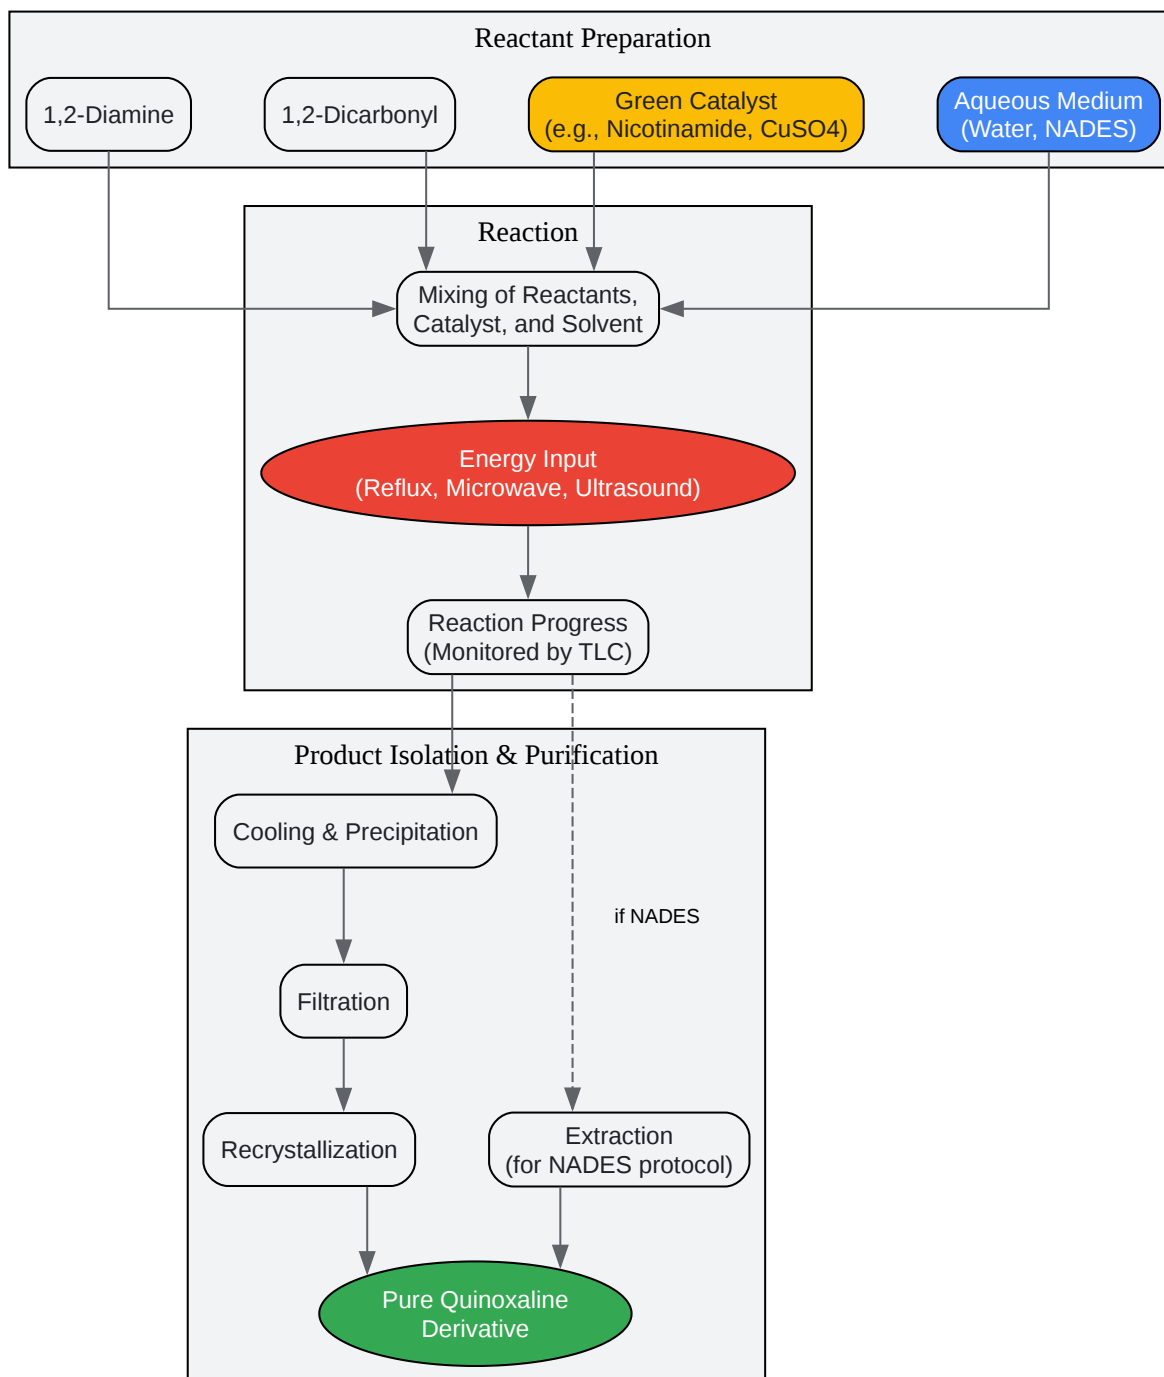 Reactant Preparation
1,2-Diamine
1,2-Dicarbonyl
Green Catalyst
(e.g., Nicotinamide, CuSO4)
Aqueous Medium
(Water, NADES)
Reaction
Mixing of Reactants,
Catalyst, and Solvent
Energy Input
(Reflux, Microwave, Ultrasound)
Reaction Progress
(Monitored by TLC)
Product Isolation & Purification
Cooling & Precipitation
if NADES
Filtration
Recrystallization
Extraction
(for NADES protocol)
Pure Quinoxaline
Derivative